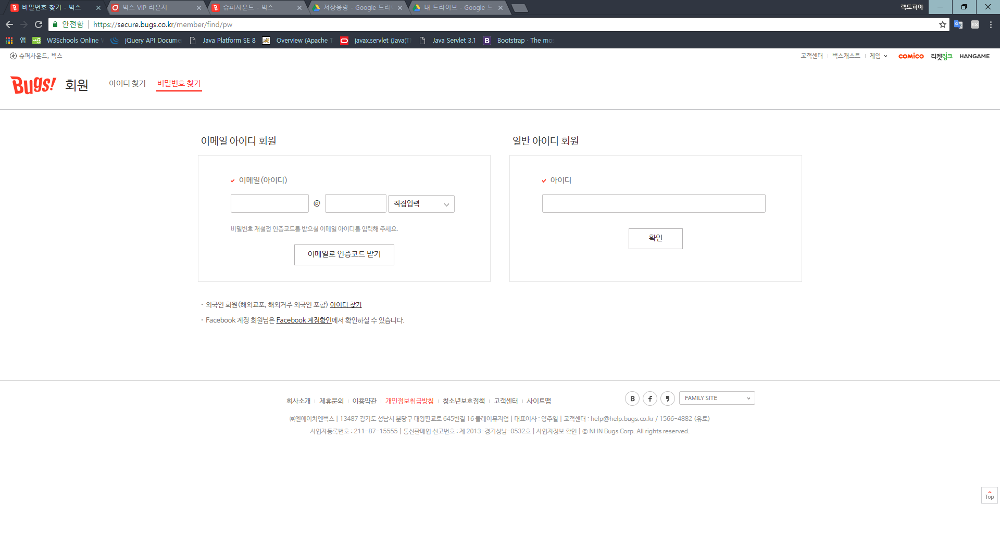 비밀번호 찾기 - 벅스
벅스 VIP 라운지
슈퍼사운드 - 벅스
저장용량 - Google 드라
내 드라이브 - Google 드
렉토피아
안전함
https://secure.bugs.co.kr/member/find/pw
앱
W3Schools Online
jQuery API Docume
Java Platform SE 8
Overview (Apache T
javax.servlet (Java(T
Java Servlet 3.1
Bootstrap · The mo
슈퍼사운드, 벅스
고객센터
벅스캐스트
게임
COMICO
티켓링크
HANGAME
Bugs! 회원
아이디 찾기
비밀번호 찾기
이메일 아이디 회원
이메일(아이디)
@
직접입력
비밀번호 재설정 인증코드를 받으실 이메일 아이디를 입력해 주세요.
이메일로 인증코드 받기
일반 아이디 회원
아이디
확인
· 외국인 회원(해외교포, 해외거주 외국인 포함) 아이디 찾기
· Facebook 계정 회원님은 Facebook 계정확인에서 확인하실 수 있습니다.
회사소개
제휴문의
이용약관
개인정보취급방침
청소년보호정책
고객센터
사이트맵
FAMILY SITE
㈜엔에이치엔벅스 | 13487 경기도 성남시 분당구 대왕판교로 645번길 16 플레이뮤지엄 | 대표이사 : 양주일 | 고객센터 : help@help.bugs.co.kr / 1566-4882 (유료)
사업자등록번호 : 211-87-15555 | 통신판매업 신고번호 : 제 2013-경기성남-0532호 | 사업자정보 확인 | © NHN Bugs Corp. All rights reserved.
Top